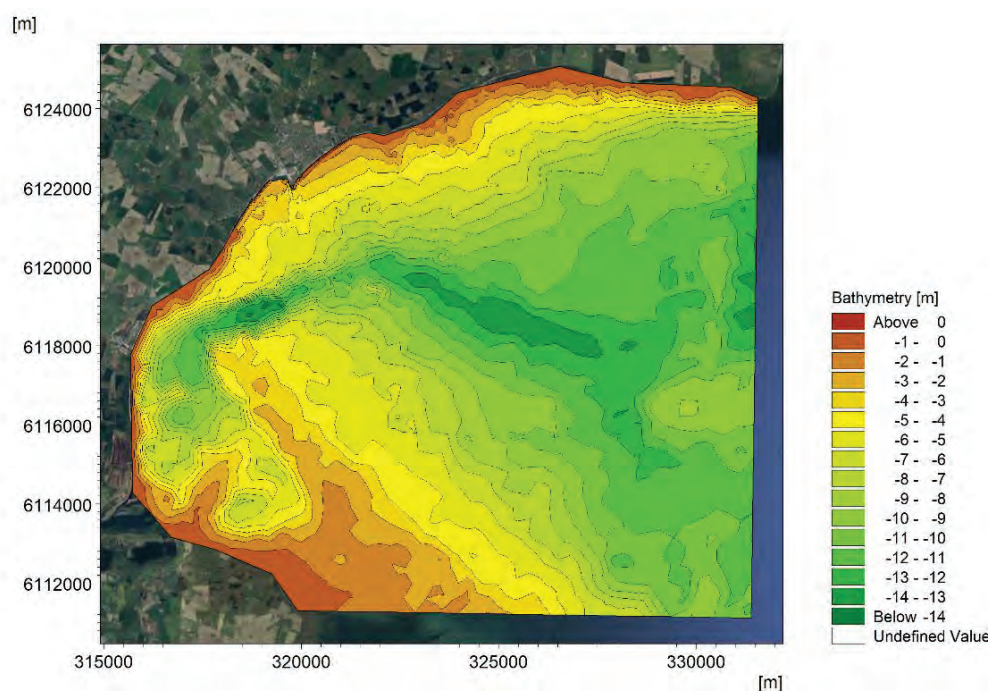 [m]
6124000
6122000
6120000
6118000
6116000
6114000
6112000
315000 320000 325000 330000
[m]
Bathymetry [m]
Above 0
-1 - 0
-2 - -1
-3 - -2
-4 - -3
-5 - -4
-6 - -5
-7 - -6
-8 - -7
-9 - -8
-10 - -9
-11 - -10
-12 - -11
-13 - -12
-14 - -13
Below -14
Undefined Value